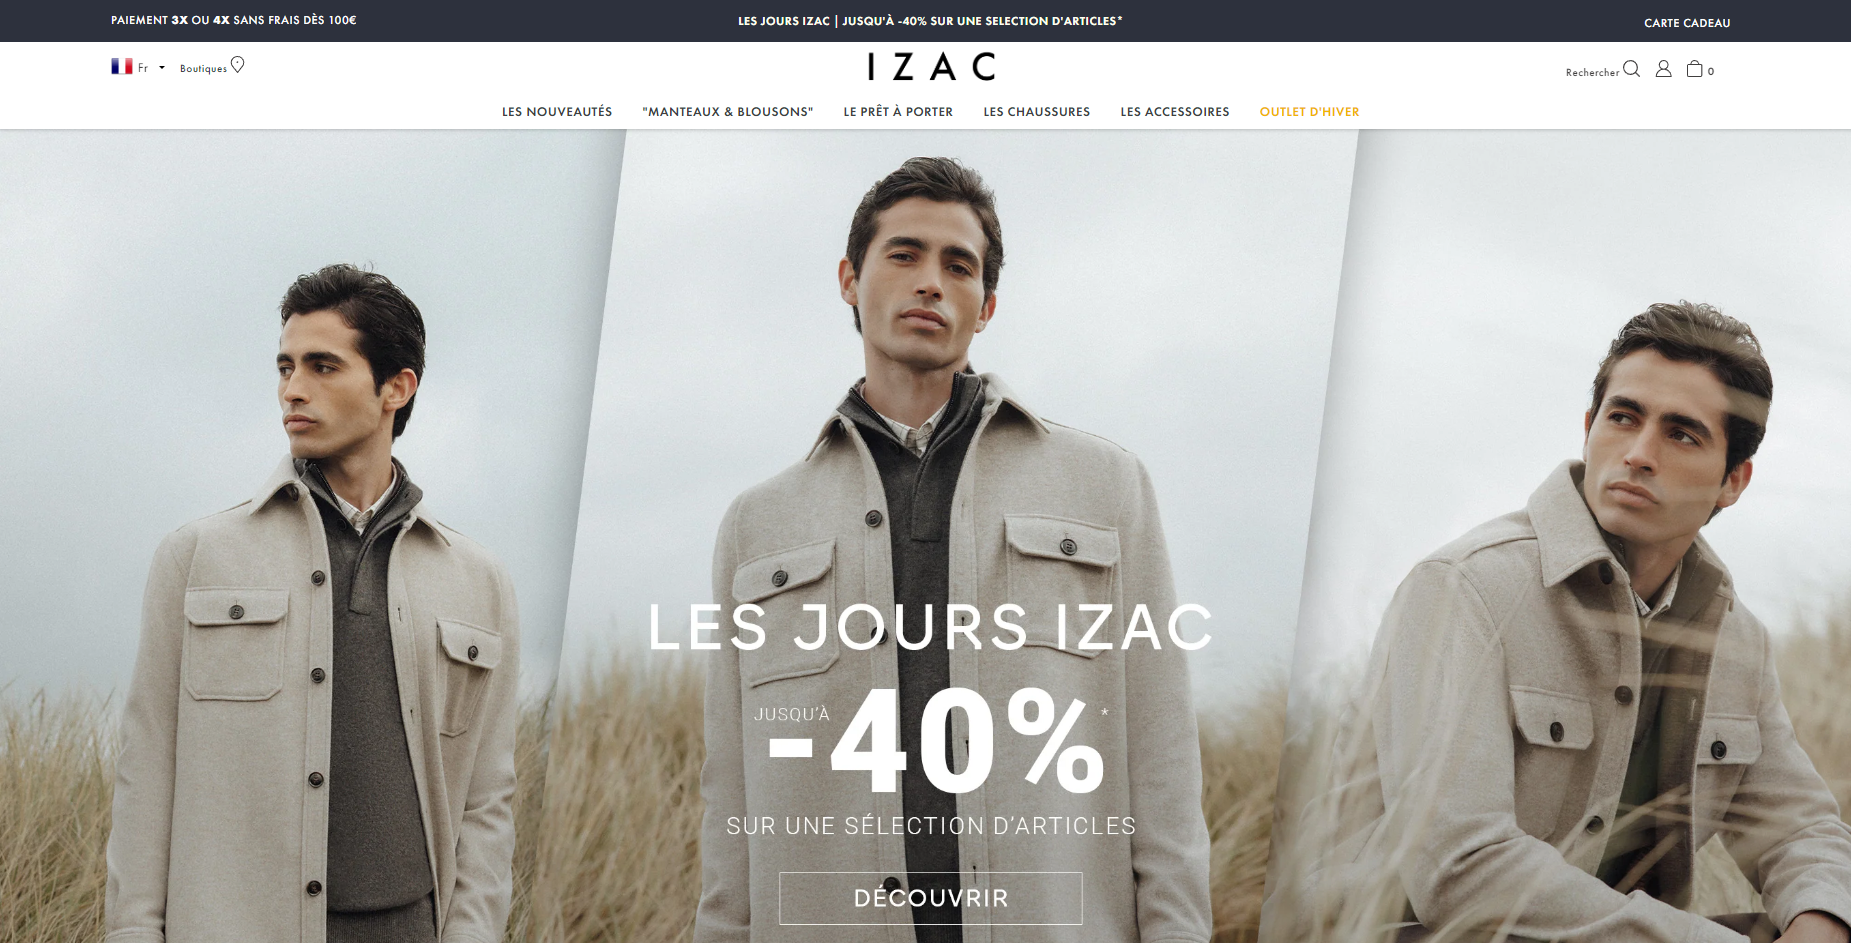 PAIEMENT 3X OU 4X SANS FRAIS DÈS 100€
LES JOURS IZAC | JUSQU'À -40% SUR UNE SELECTION D'ARTICLES*
CARTE CADEAU
Fr
Boutiques
IZAC
Rechercher
0
LES NOUVEAUTÉS
"MANTEAUX & BLOUSONS"
LE PRÊT À PORTER
LES CHAUSSURES
LES ACCESSOIRES
OUTLET D'HIVER
LES JOURS IZAC
JUSQU'À
-40%*
SUR UNE SÉLECTION D'ARTICLES
DÉCOUVRIR